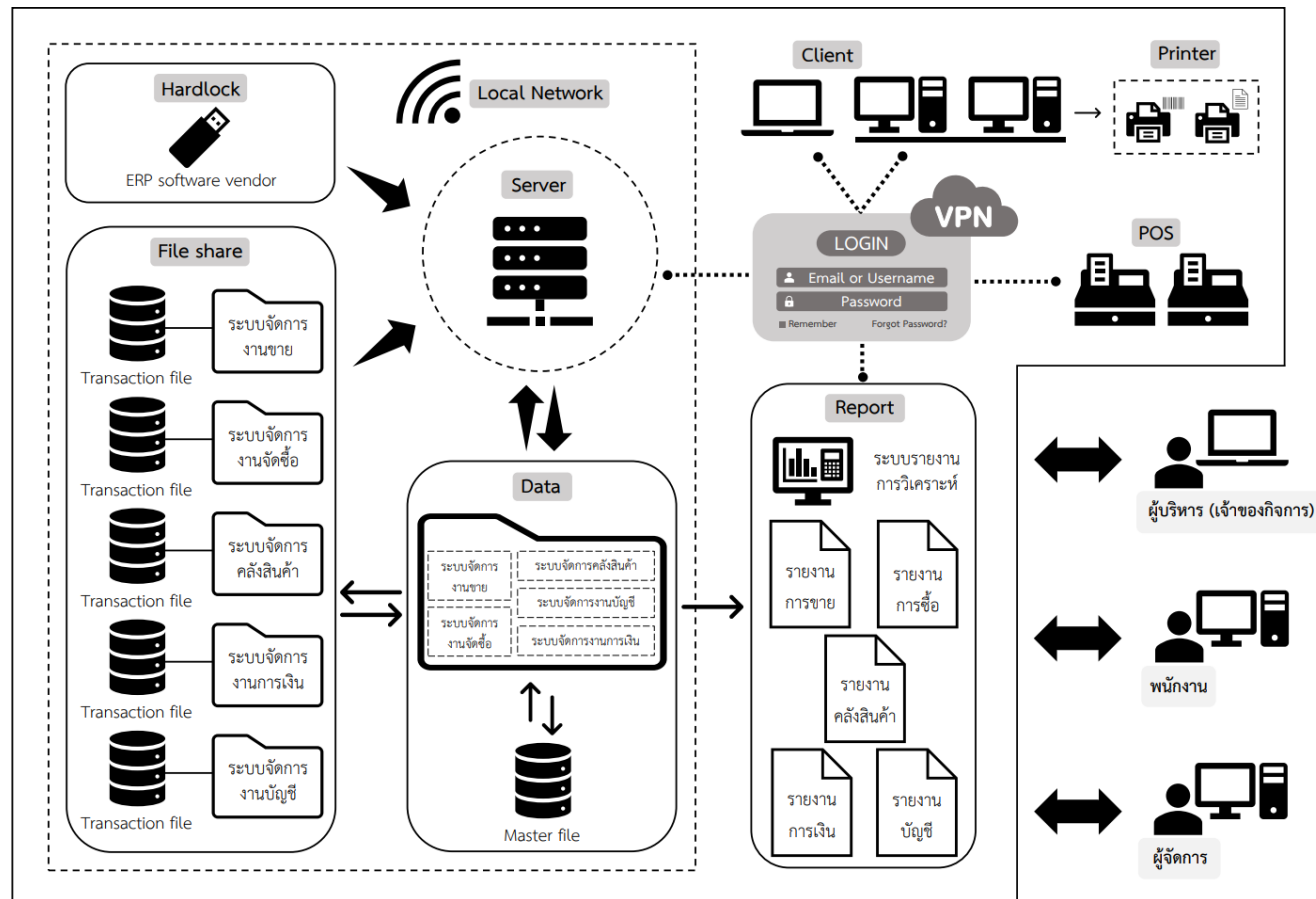 Hardlock
ERP software vendor
Local Network
Server
File share
ระบบจัดการ
งานขาย
Transaction file
ระบบจัดการ
งานจัดซื้อ
Transaction file
ระบบจัดการ
คลังสินค้า
Transaction file
ระบบจัดการ
งานการเงิน
Transaction file
ระบบจัดการ
งานบัญชี
Transaction file
Data
ระบบจัดการ
งานขาย
ระบบจัดการ
งานจัดซื้อ
ระบบจัดการคลังสินค้า
ระบบจัดการงานบัญชี
ระบบจัดการงานการเงิน
Master file
Client
Printer
VPN
LOGIN
Email or Username
Password
Remember
Forgot Password?
POS
Report
ระบบรายงาน
การวิเคราะห์
รายงาน
การขาย
รายงาน
การซื้อ
รายงาน
คลังสินค้า
รายงาน
การเงิน
รายงาน
บัญชี
ผู้บริหาร (เจ้าของกิจการ)
พนักงาน
ผู้จัดการ